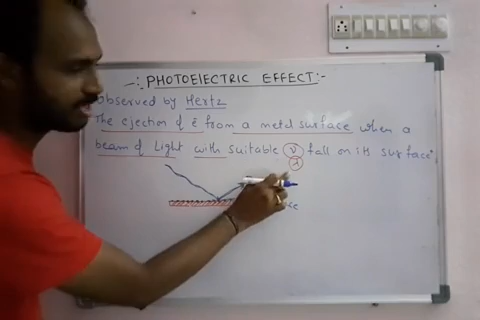 -:. PHOTOELECTRIC EFFECT:-
Observed by Hertz
The ejection of ē from a metal surface when a
beam of Light with suitable ν fall on its surface.
λ